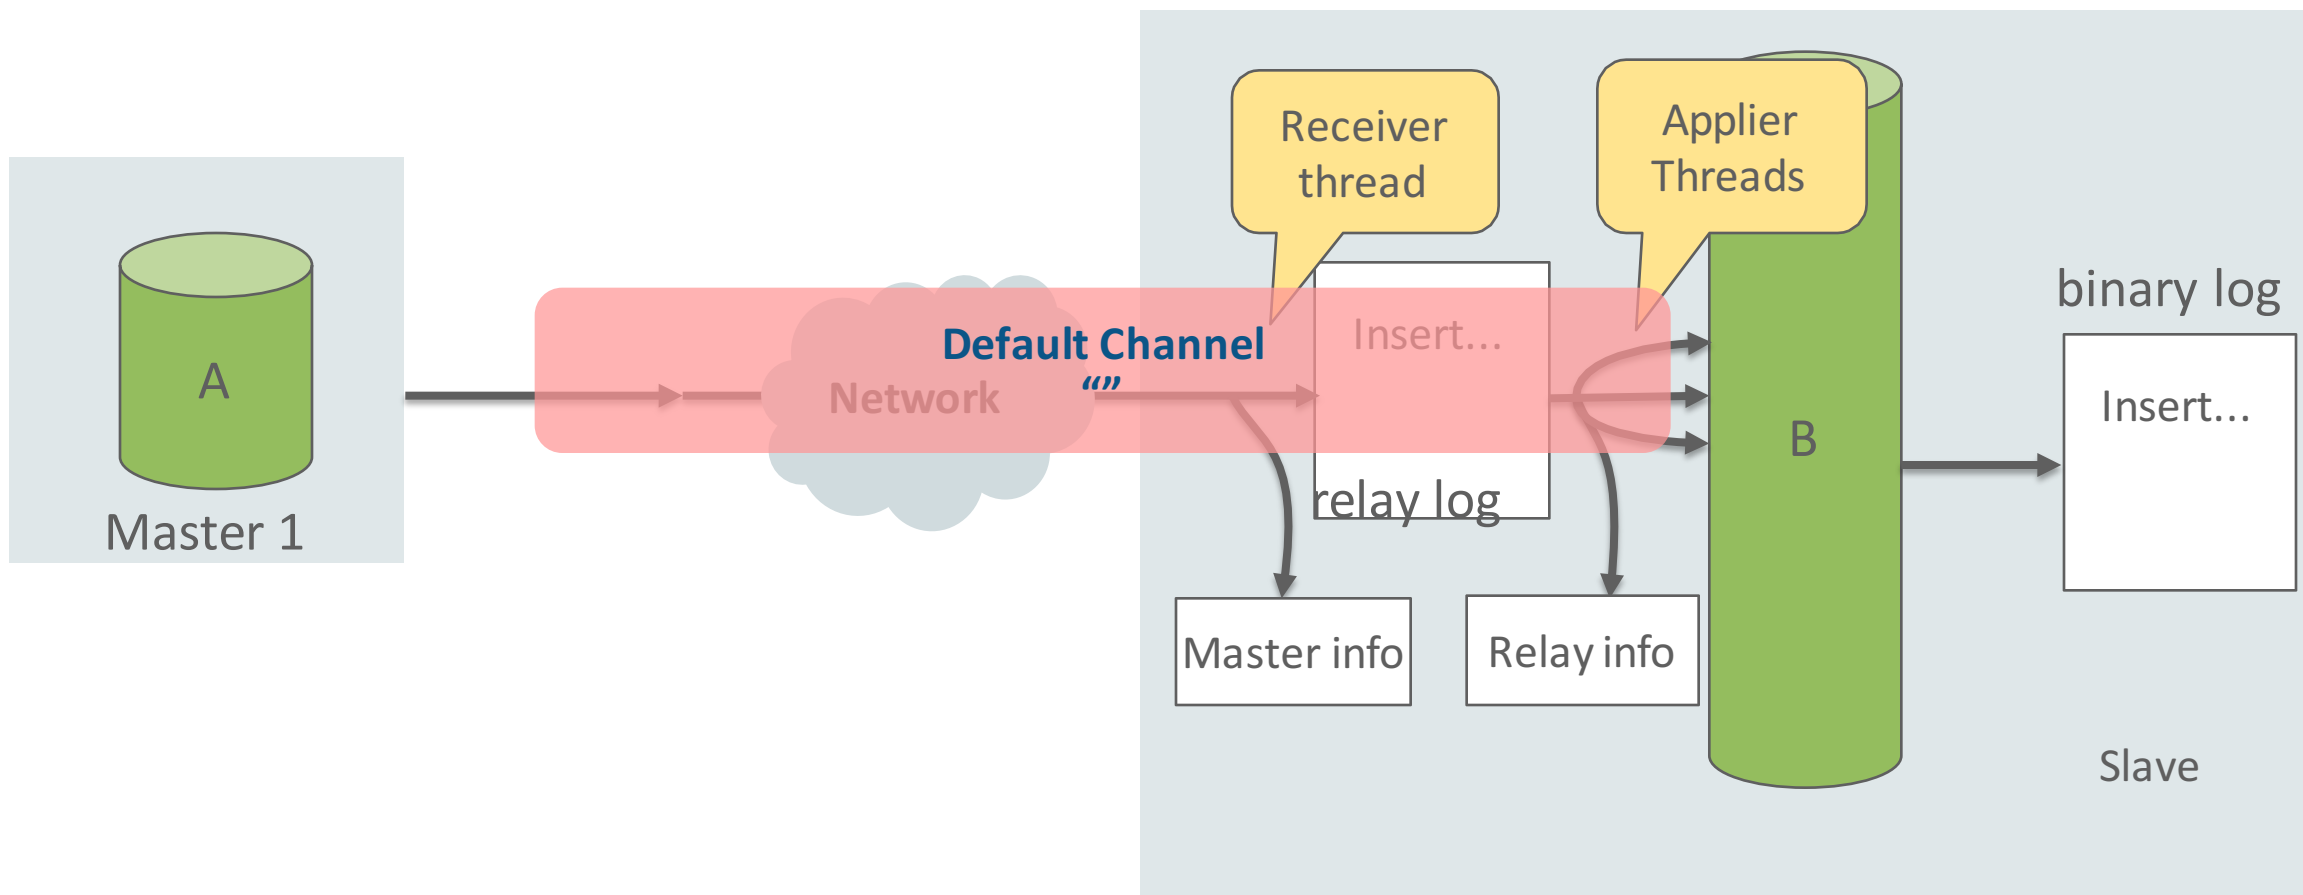 Receiver
thread
Applier
Threads
binary log
Insert...
Default Channel
“”
Network
A
Insert...
B
relay log
Master 1
Master info
Relay info
Slave